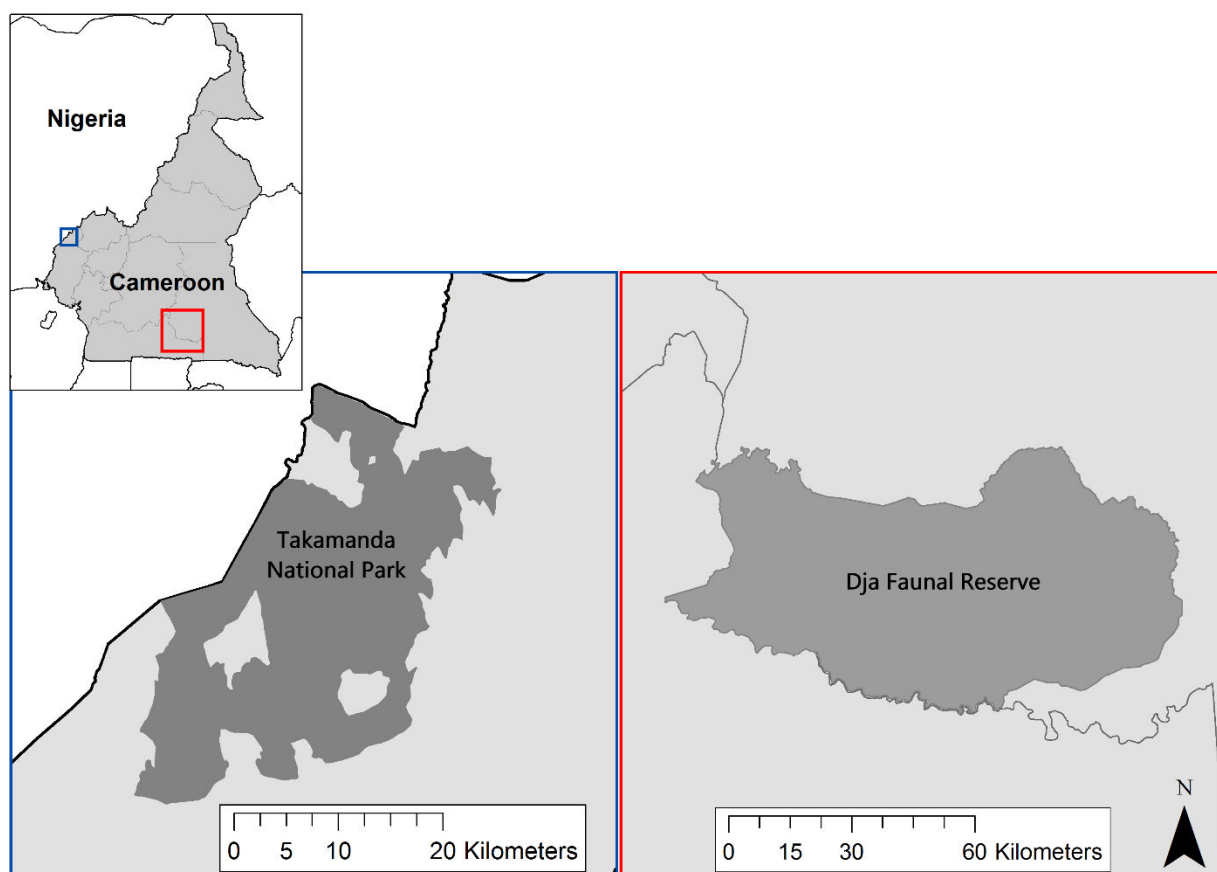 Nigeria
Cameroon
Takamanda
National Park
0 5 10 20 Kilometers
Dja Faunal Reserve
N
0 15 30 60 Kilometers